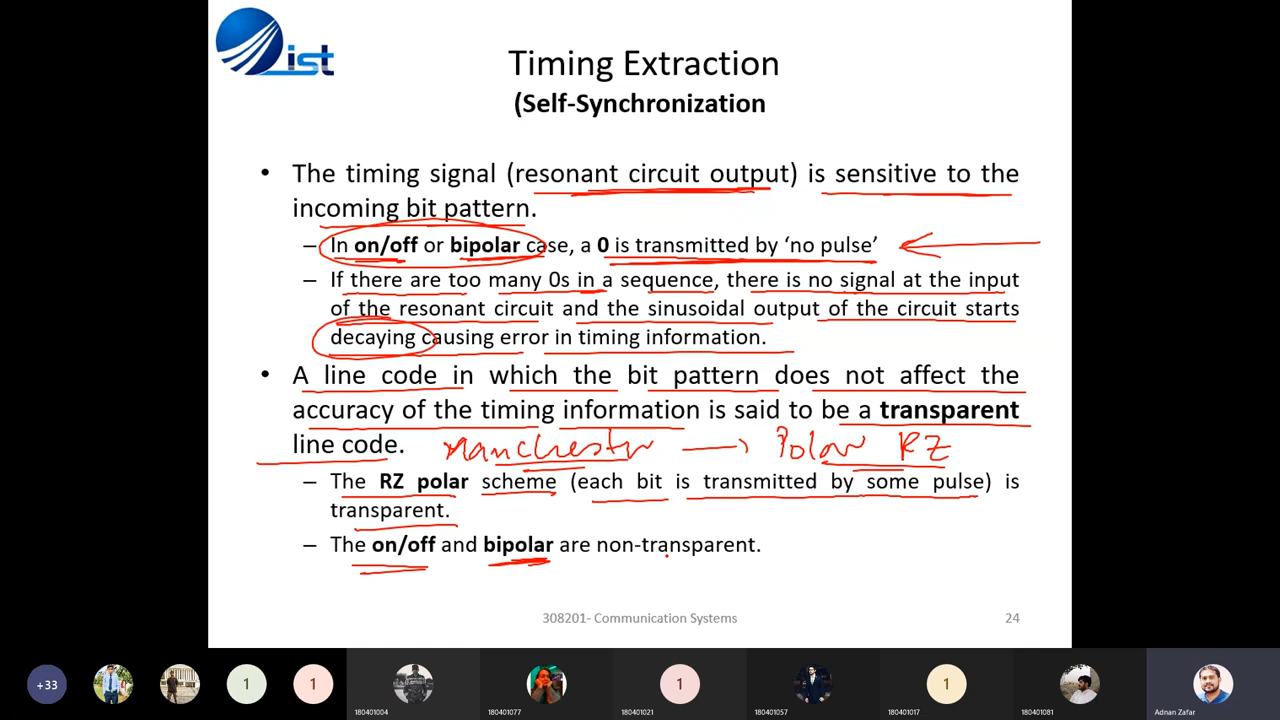 ist
Timing Extraction
(Self-Synchronization
• The timing signal (resonant circuit output) is sensitive to the
incoming bit pattern.
– In on/off or bipolar case, a 0 is transmitted by ‘no pulse’
– If there are too many 0s in a sequence, there is no signal at the input
of the resonant circuit and the sinusoidal output of the circuit starts
decaying causing error in timing information.
• A line code in which the bit pattern does not affect the
accuracy of the timing information is said to be a transparent
line code. Manchester → Polar RZ
– The RZ polar scheme (each bit is transmitted by some pulse) is
transparent.
– The on/off and bipolar are non-transparent.
308201- Communication Systems 24
+33 1 1 1 1
180401004 180401077 180401021 180401057 180401017 180401081 Adnan Zafar